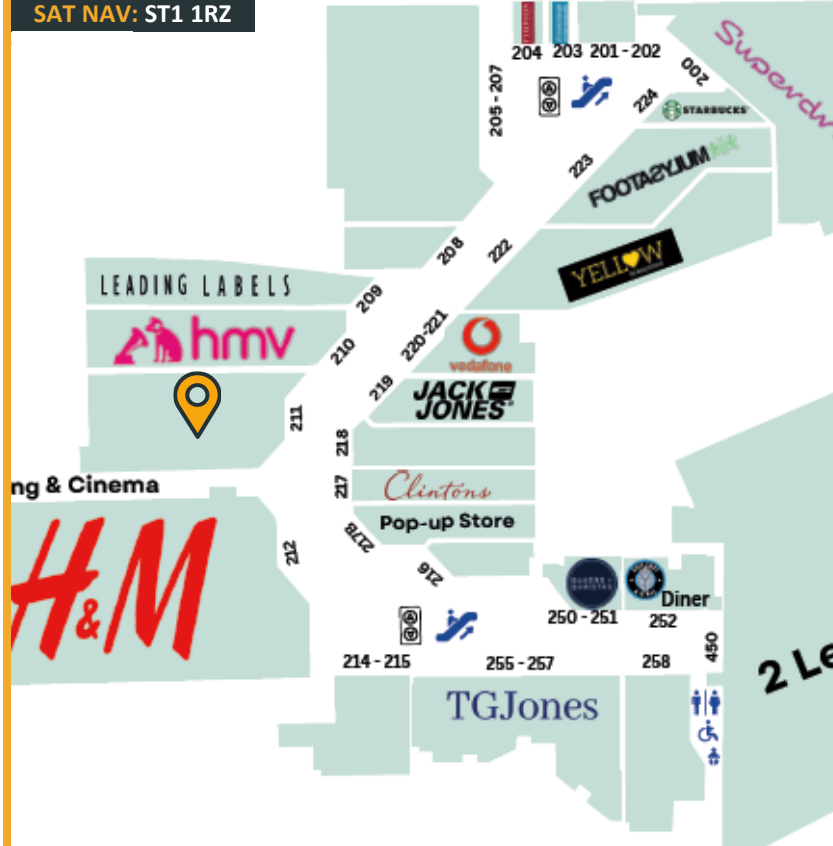 SAT NAV: ST1 1RZ
204
203
201 - 202
200
Superdr
205 - 207
224
STARBUCKS
223
FOOTASYLUM
208
222
YELLOW
LEADING LABELS
209
hmv
210
220-221
vodafone
219
JACK
JONES
211
218
ng & Cinema
217
Clintons
217B
Pop-up Store
212
216
H&M
250 - 251
Diner
252
450
214 - 215
255 - 257
258
2 Le
TGJones